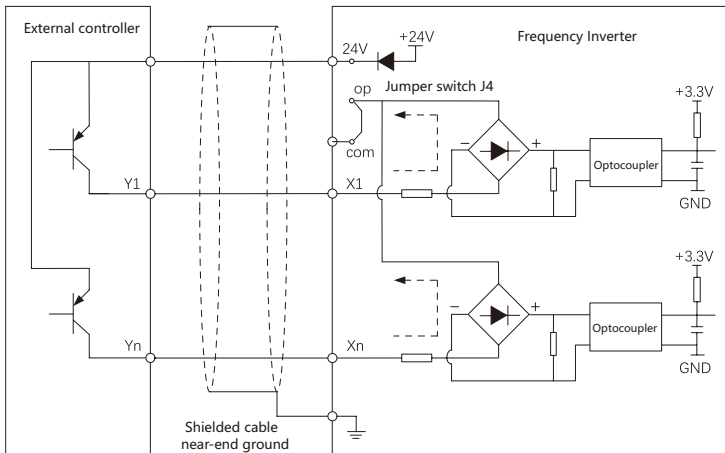 External controller
Frequency Inverter
24V
+24V
Jumper switch J4
op
com
+3.3V
− +
Optocoupler
Y1
X1
GND
+3.3V
− +
Optocoupler
Yn
Xn
GND
Shielded cable
near-end ground